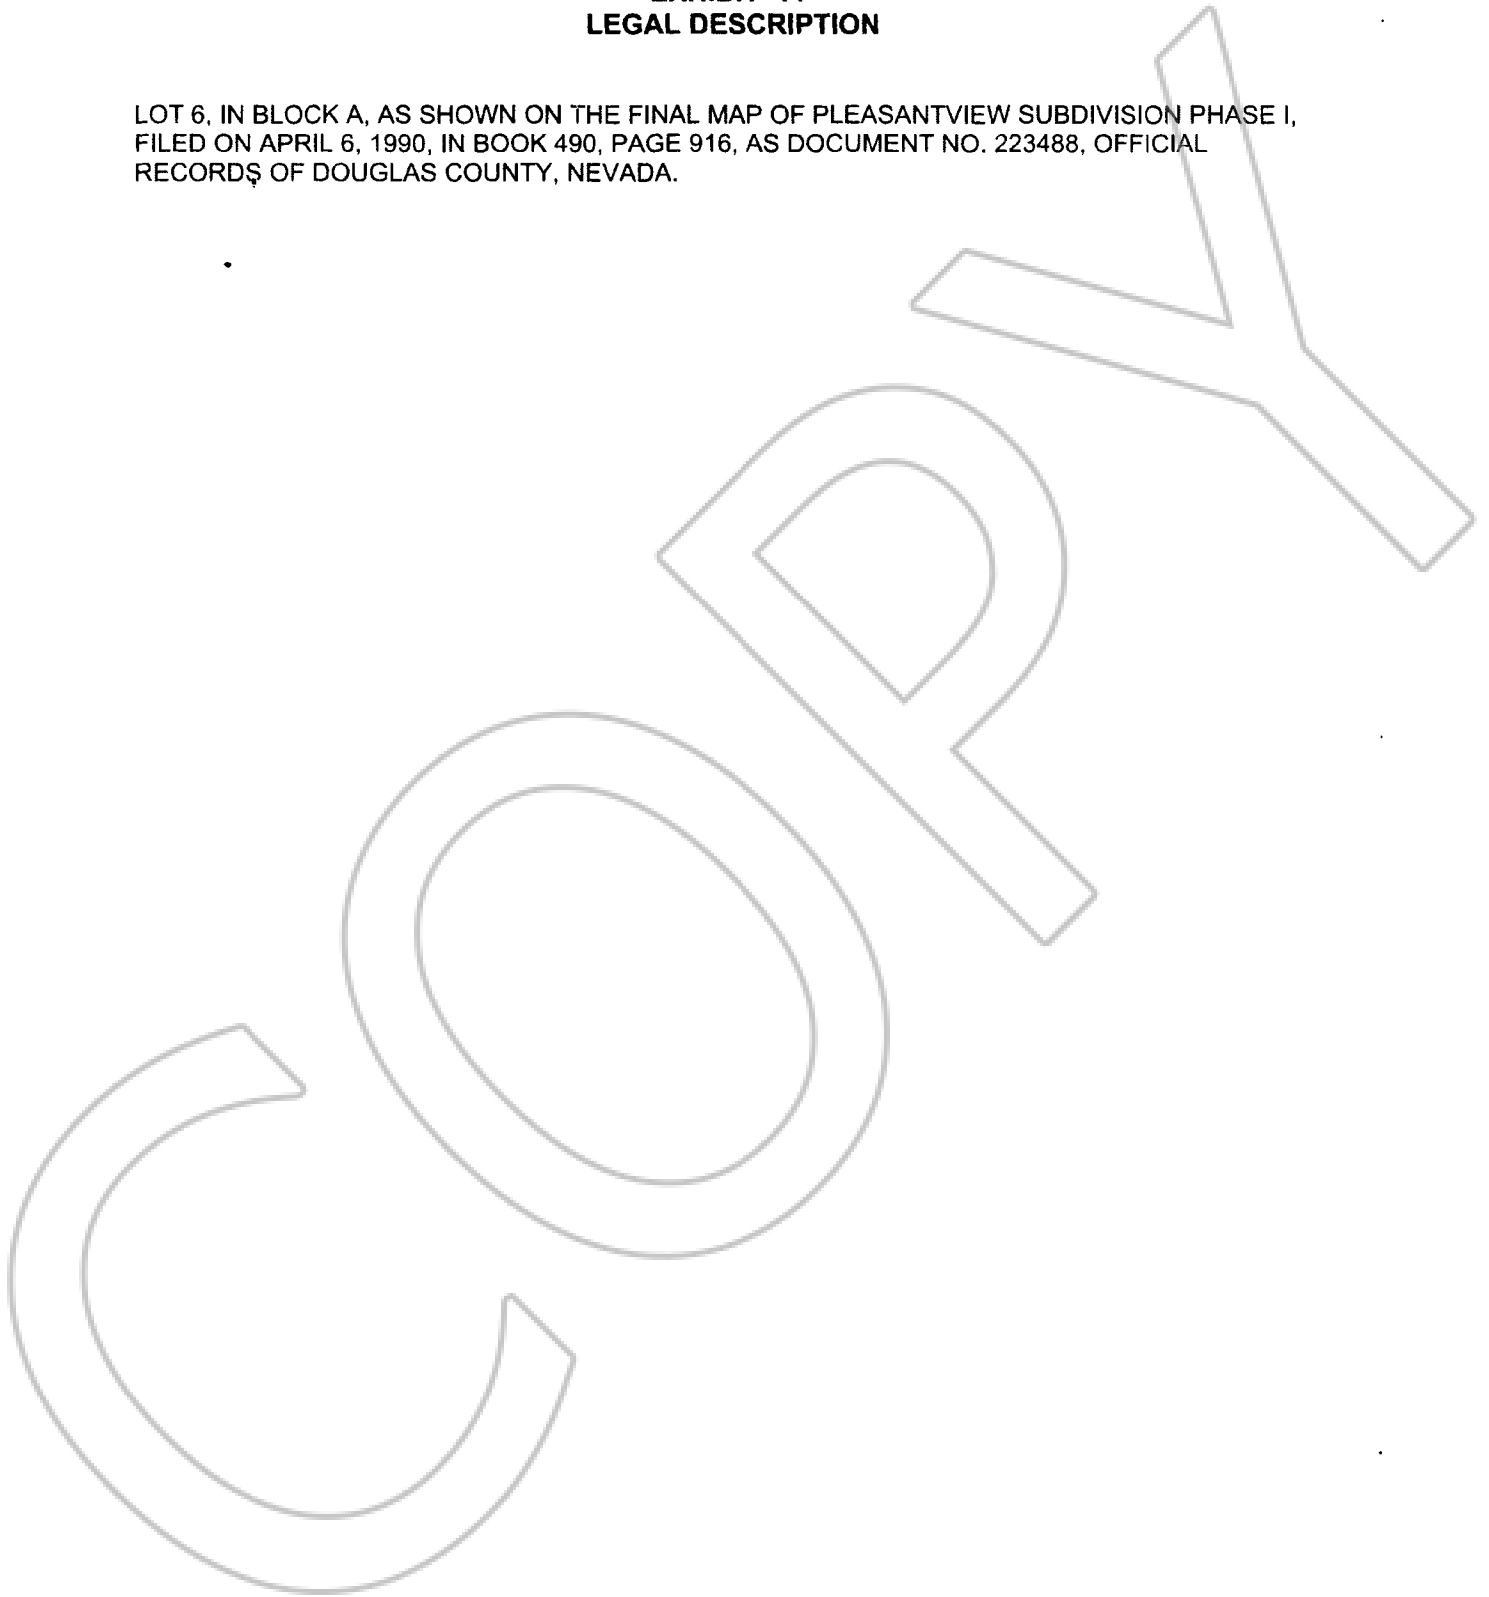 LEGAL DESCRIPTION
LOT 6, IN BLOCK A, AS SHOWN ON THE FINAL MAP OF PLEASANTVIEW SUBDIVISION PHASE I,
FILED ON APRIL 6, 1990, IN BOOK 490, PAGE 916, AS DOCUMENT NO. 223488, OFFICIAL
RECORDS OF DOUGLAS COUNTY, NEVADA.
COPY